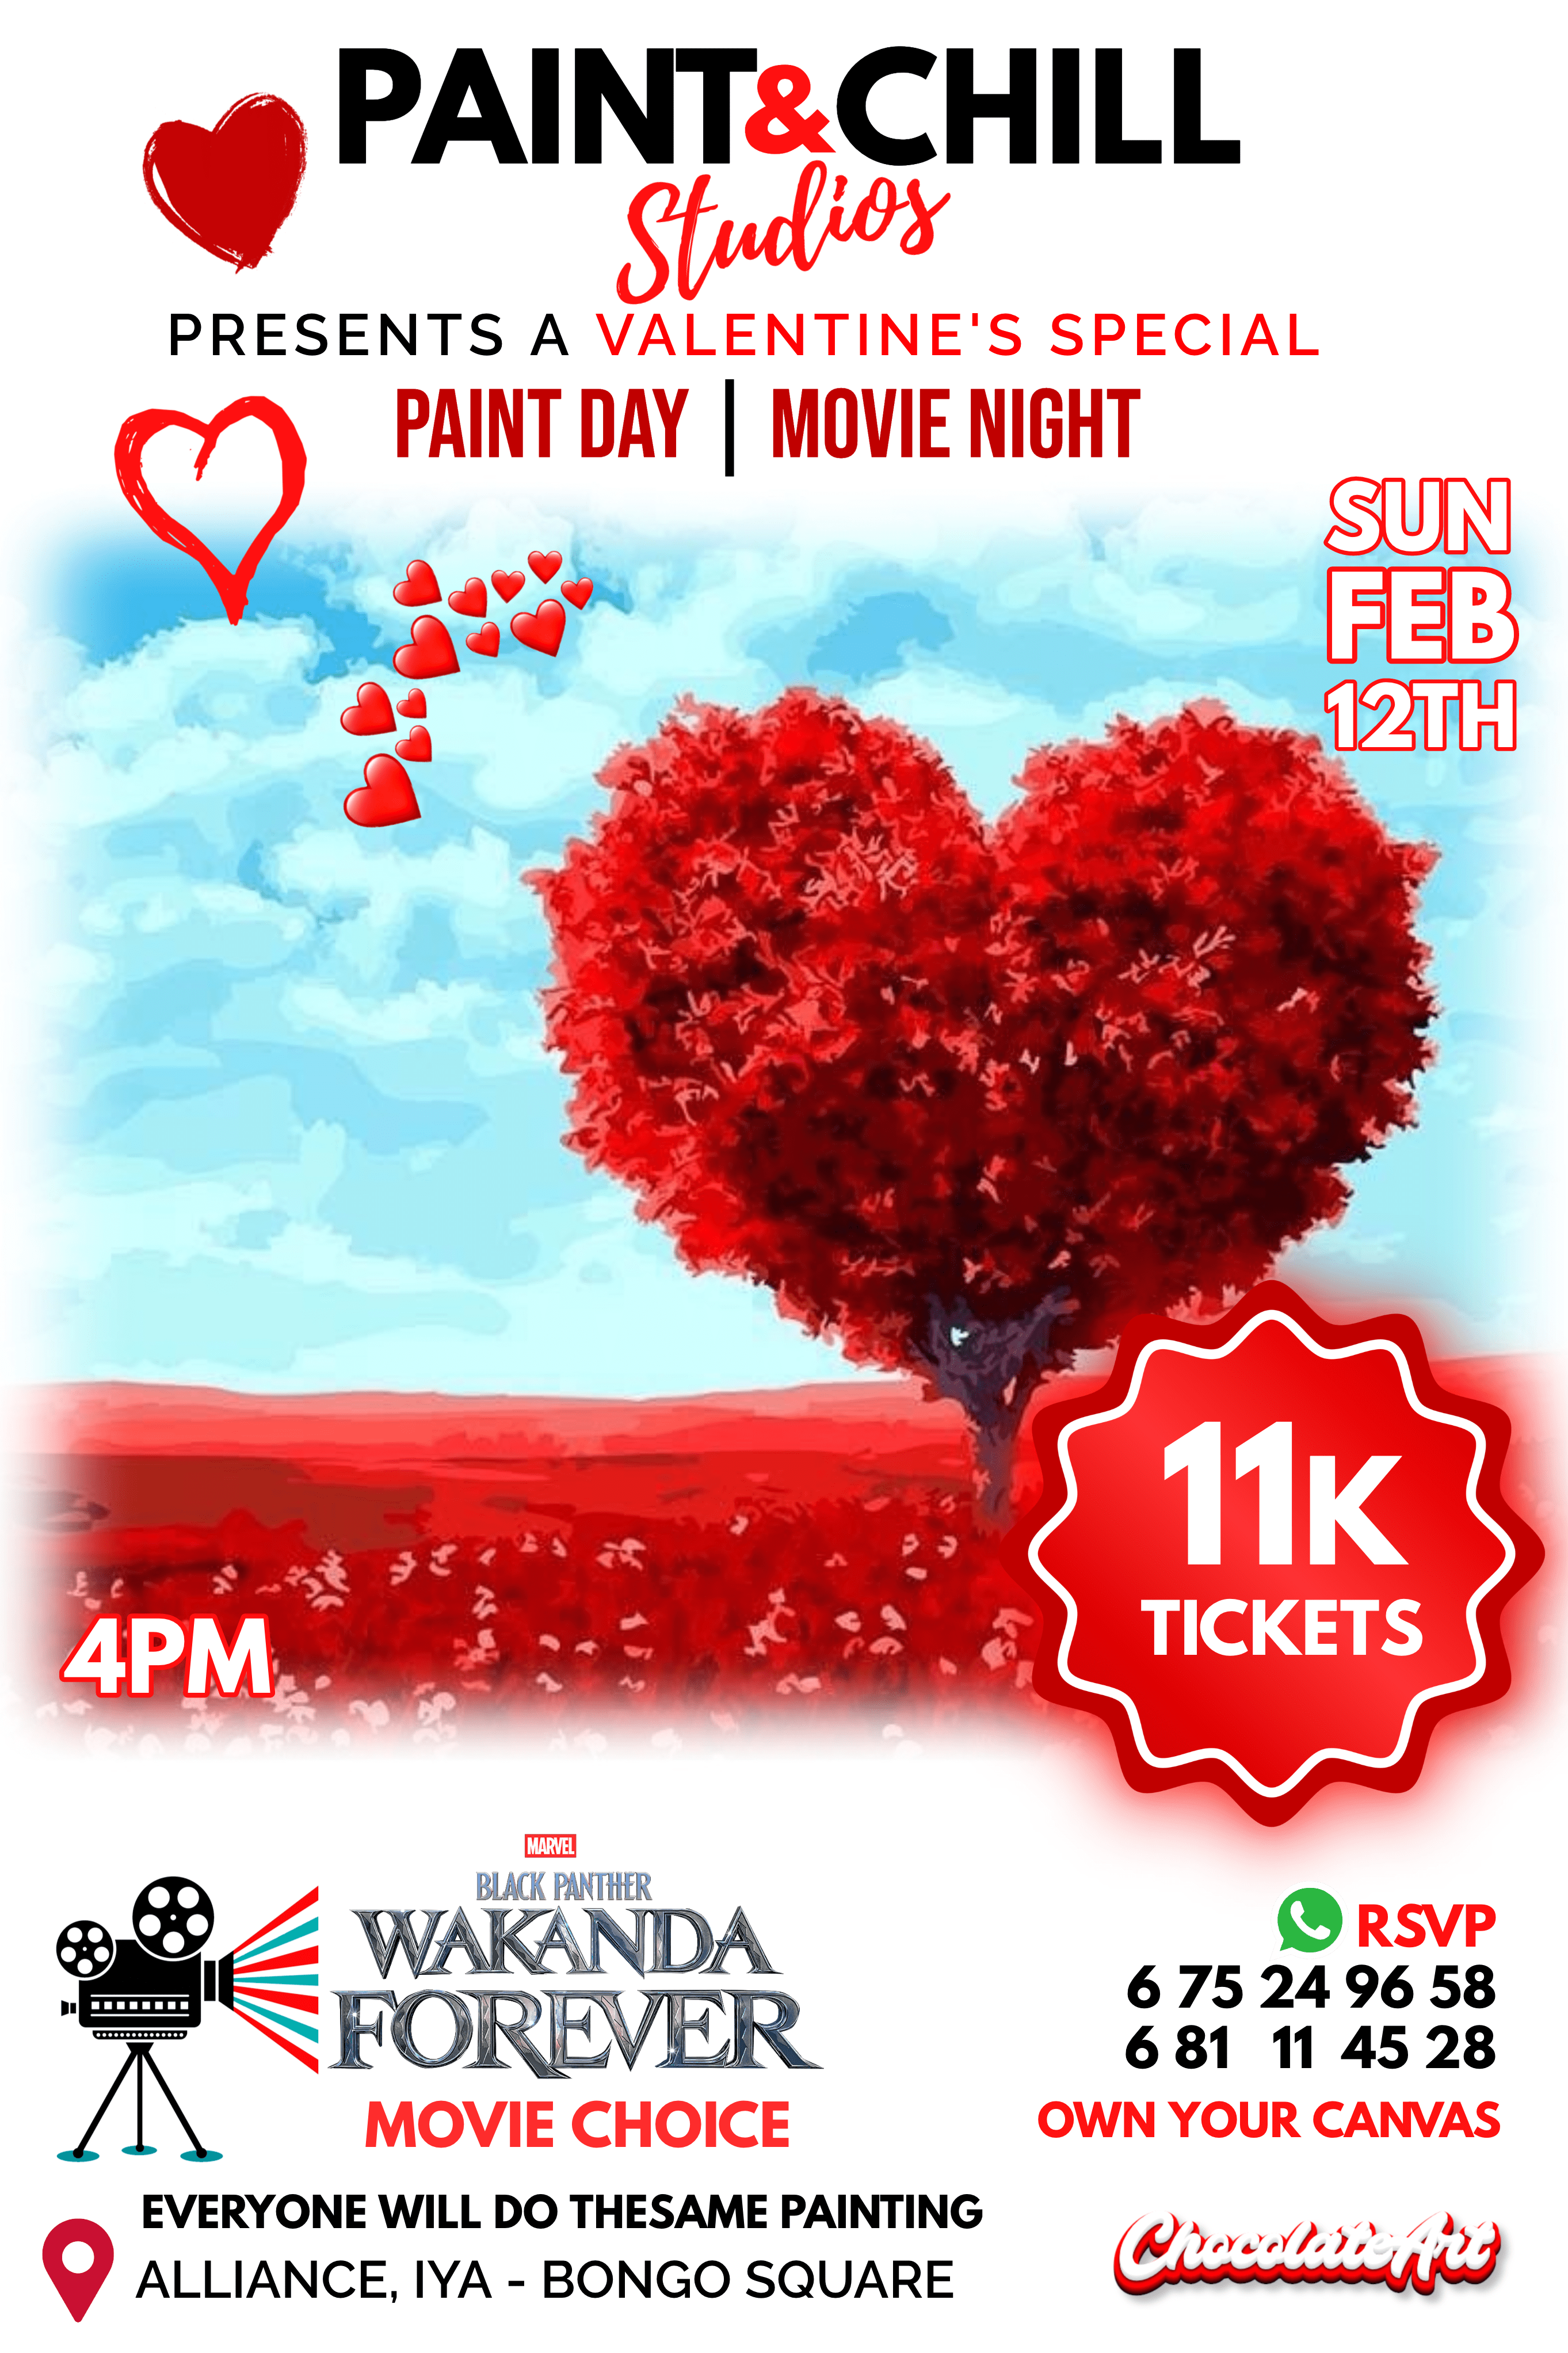 PAINT&CHILL
Studios
PRESENTS A VALENTINE'S SPECIAL
PAINT DAY | MOVIE NIGHT
SUN
FEB
12TH
11K
TICKETS
4PM
MARVEL
BLACK PANTHER
WAKANDA
FOREVER
MOVIE CHOICE
RSVP
6 75 24 96 58
6 81 11 45 28
OWN YOUR CANVAS
EVERYONE WILL DO THESAME PAINTING
ALLIANCE, IYA - BONGO SQUARE
ChocolateArt